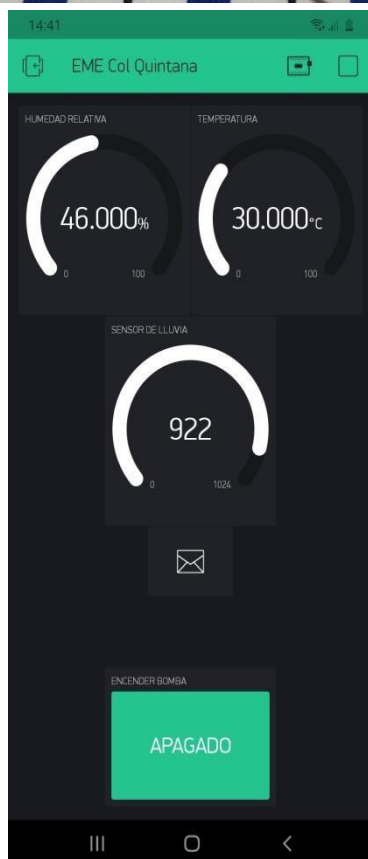 14:41
EME Col Quintana
HUMEDAD RELATIVA
TEMPERATURA
46.000%
30.000°C
0 100
0 100
SENSOR DE LLUVIA
922
0 1024
ENCENDER BOMBA
APAGADO